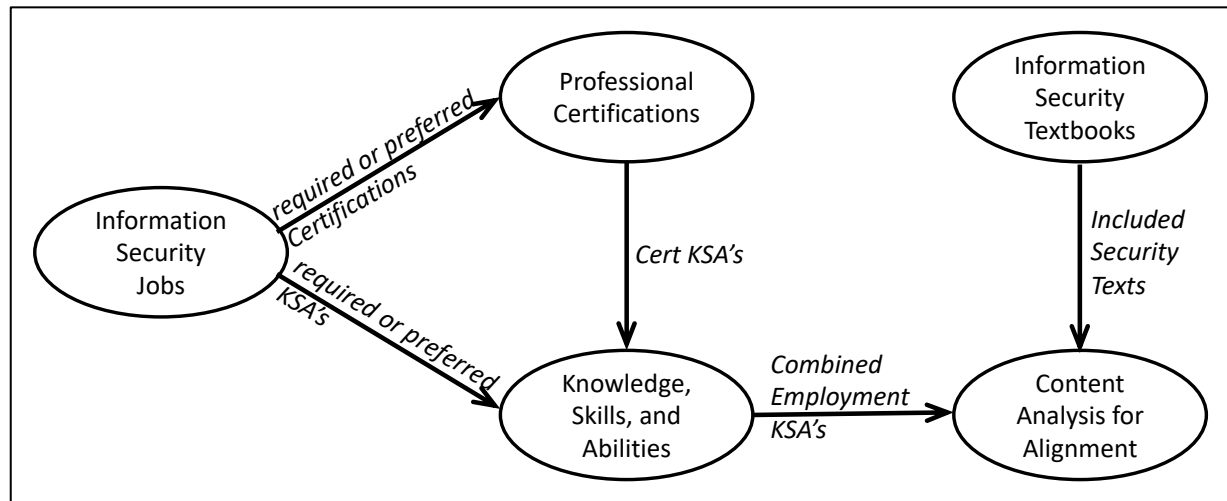 Professional
Certifications
Information
Security
Textbooks
required or preferred
Certifications
Information
Security
Jobs
Cert KSA’s
Included
Security
Texts
required or preferred
KSA’s
Knowledge,
Skills, and
Abilities
Combined
Employment
KSA’s
Content
Analysis for
Alignment